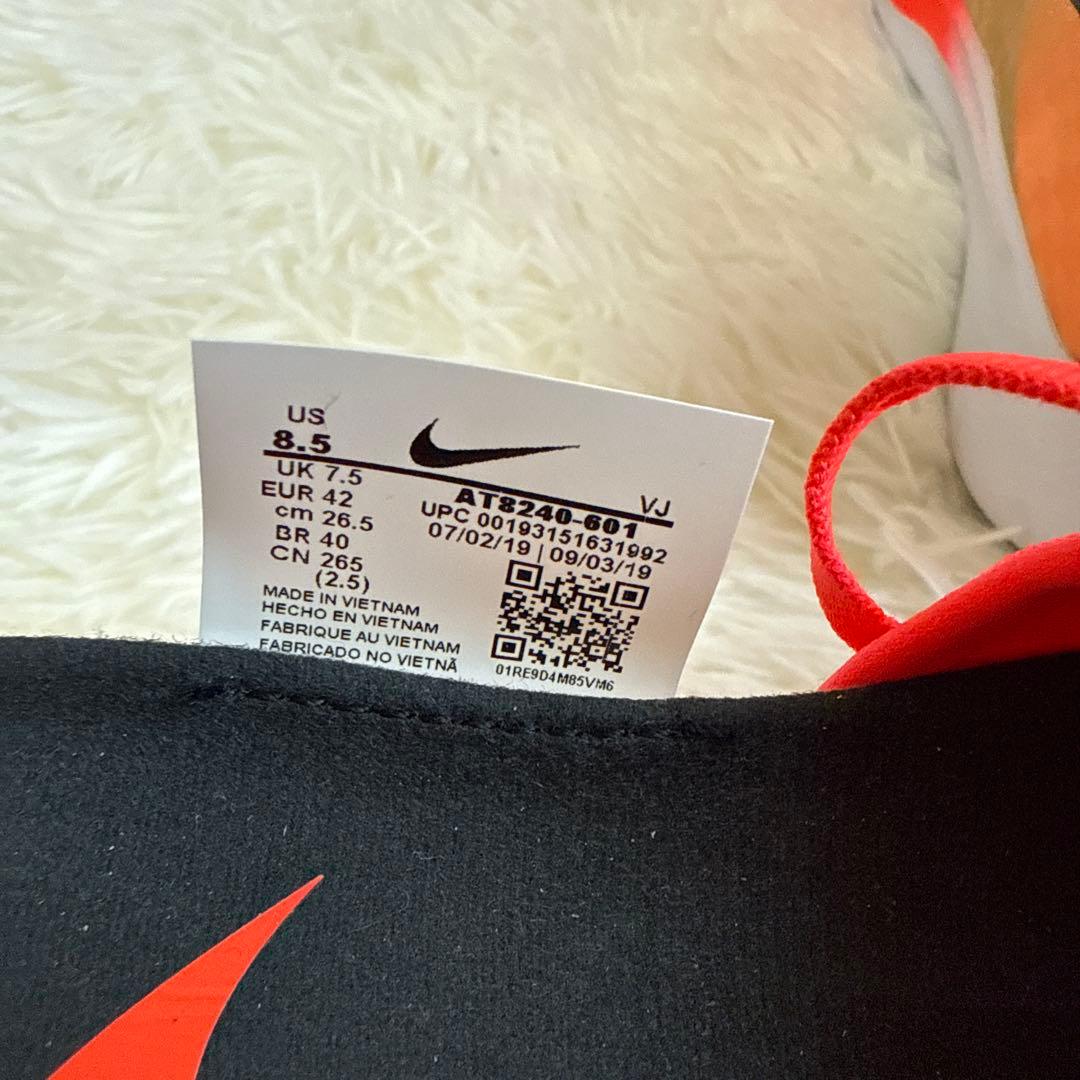 US
8.5
UK 7.5
EUR 42
cm 26.5
BR 40
CN 265
(2.5)
MADE IN VIETNAM
HECHO EN VIETNAM
FABRIQUE AU VIETNAM
FABRICADO NO VIETNÃ
VJ
AT8240-601
UPC 00193151631992
07/02/19 | 09/03/19
01RE9D4M85VM6